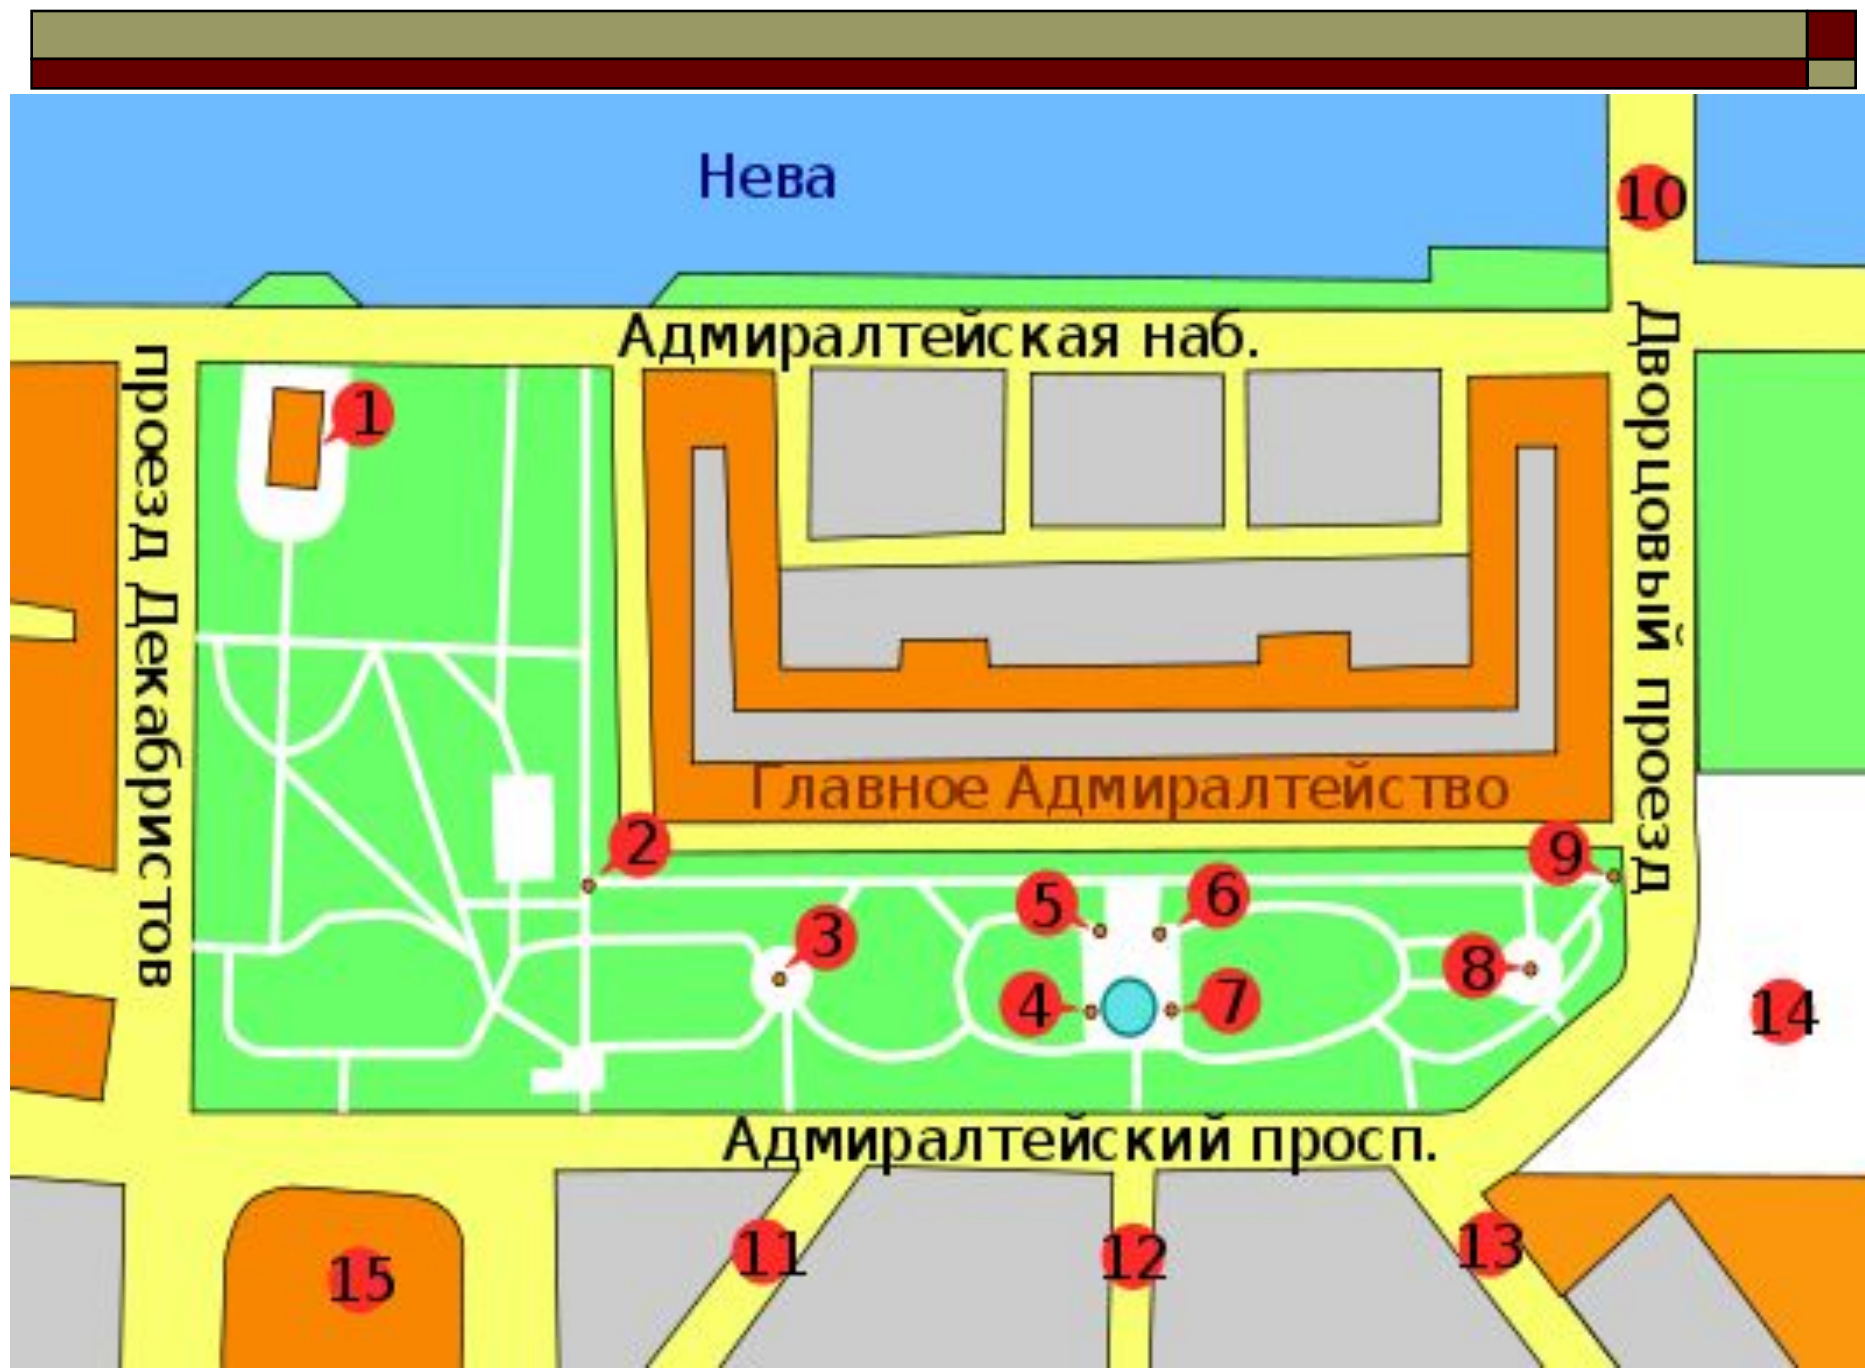 Нева
10
Адмиралтейская наб.
Дворцовый проезд
проезд Декабристов
1
Главное Адмиралтейство
2
9
5
6
3
8
4
7
14
Адмиралтейский просп.
11
12
13
15